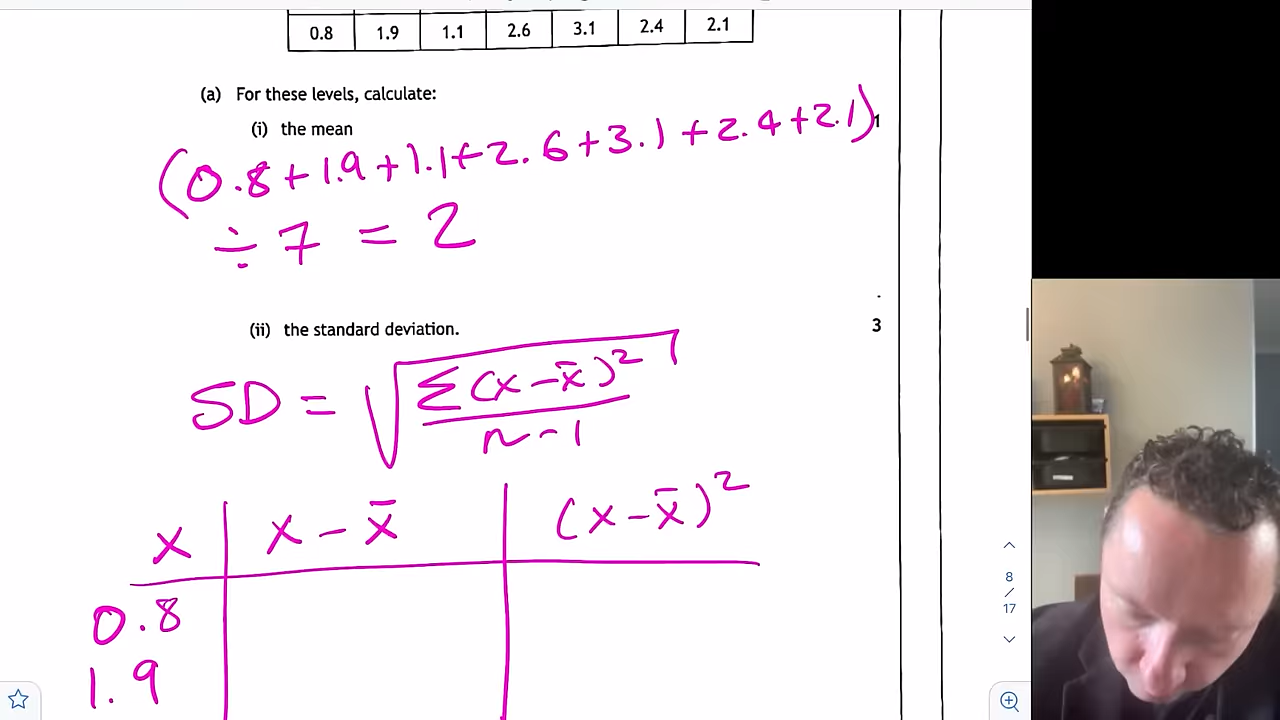 0.8 1.9 1.1 2.6 3.1 2.4 2.1
(a) For these levels, calculate:
(i) the mean 1
(0.8+1.9+1.1+2.6+3.1+2.4+2.1)
÷7 = 2
(ii) the standard deviation. 3
SD = √(Σ(x-x̄)²/n-1)
x | x - x̄ | (x-x̄)²
0.8
1.9
8
/
17